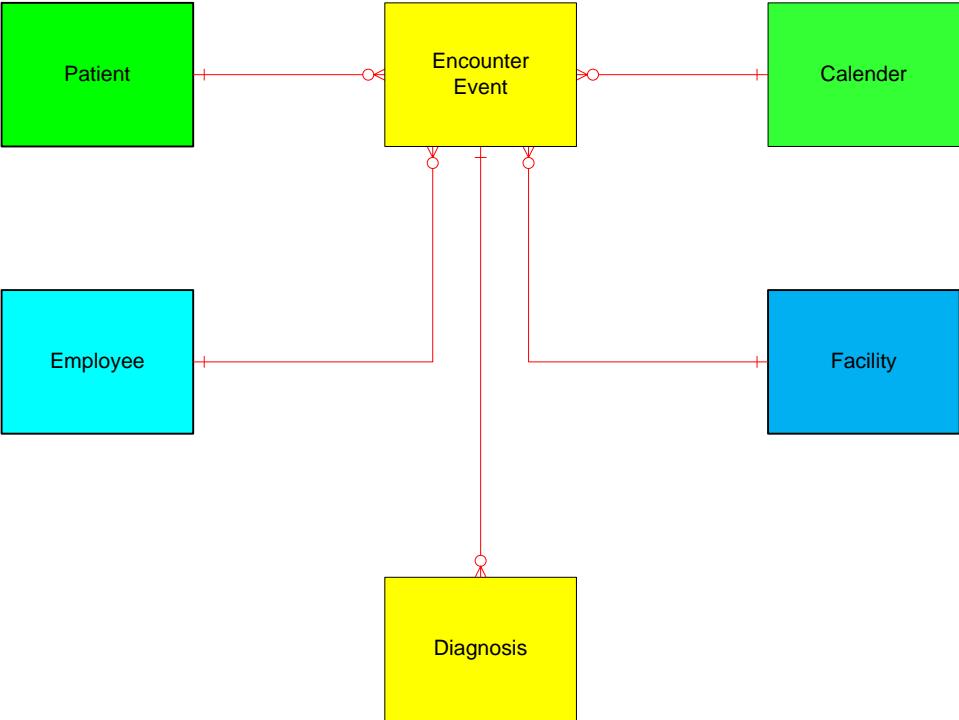 Patient
Encounter
Event
Calender
Employee
Facility
Diagnosis